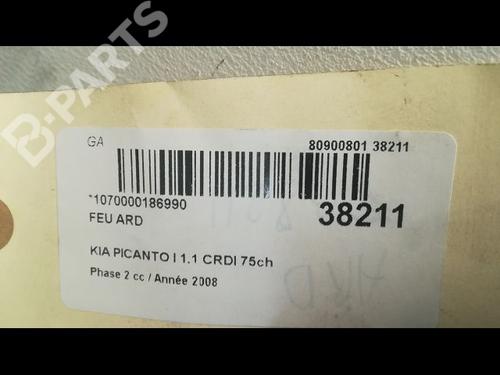 B-PARTS
GA
80900801 38211
*1070000186990
38211
FEU ARD
KIA PICANTO I 1.1 CRDI 75ch
Phase 2 cc / Année 2008
ARD